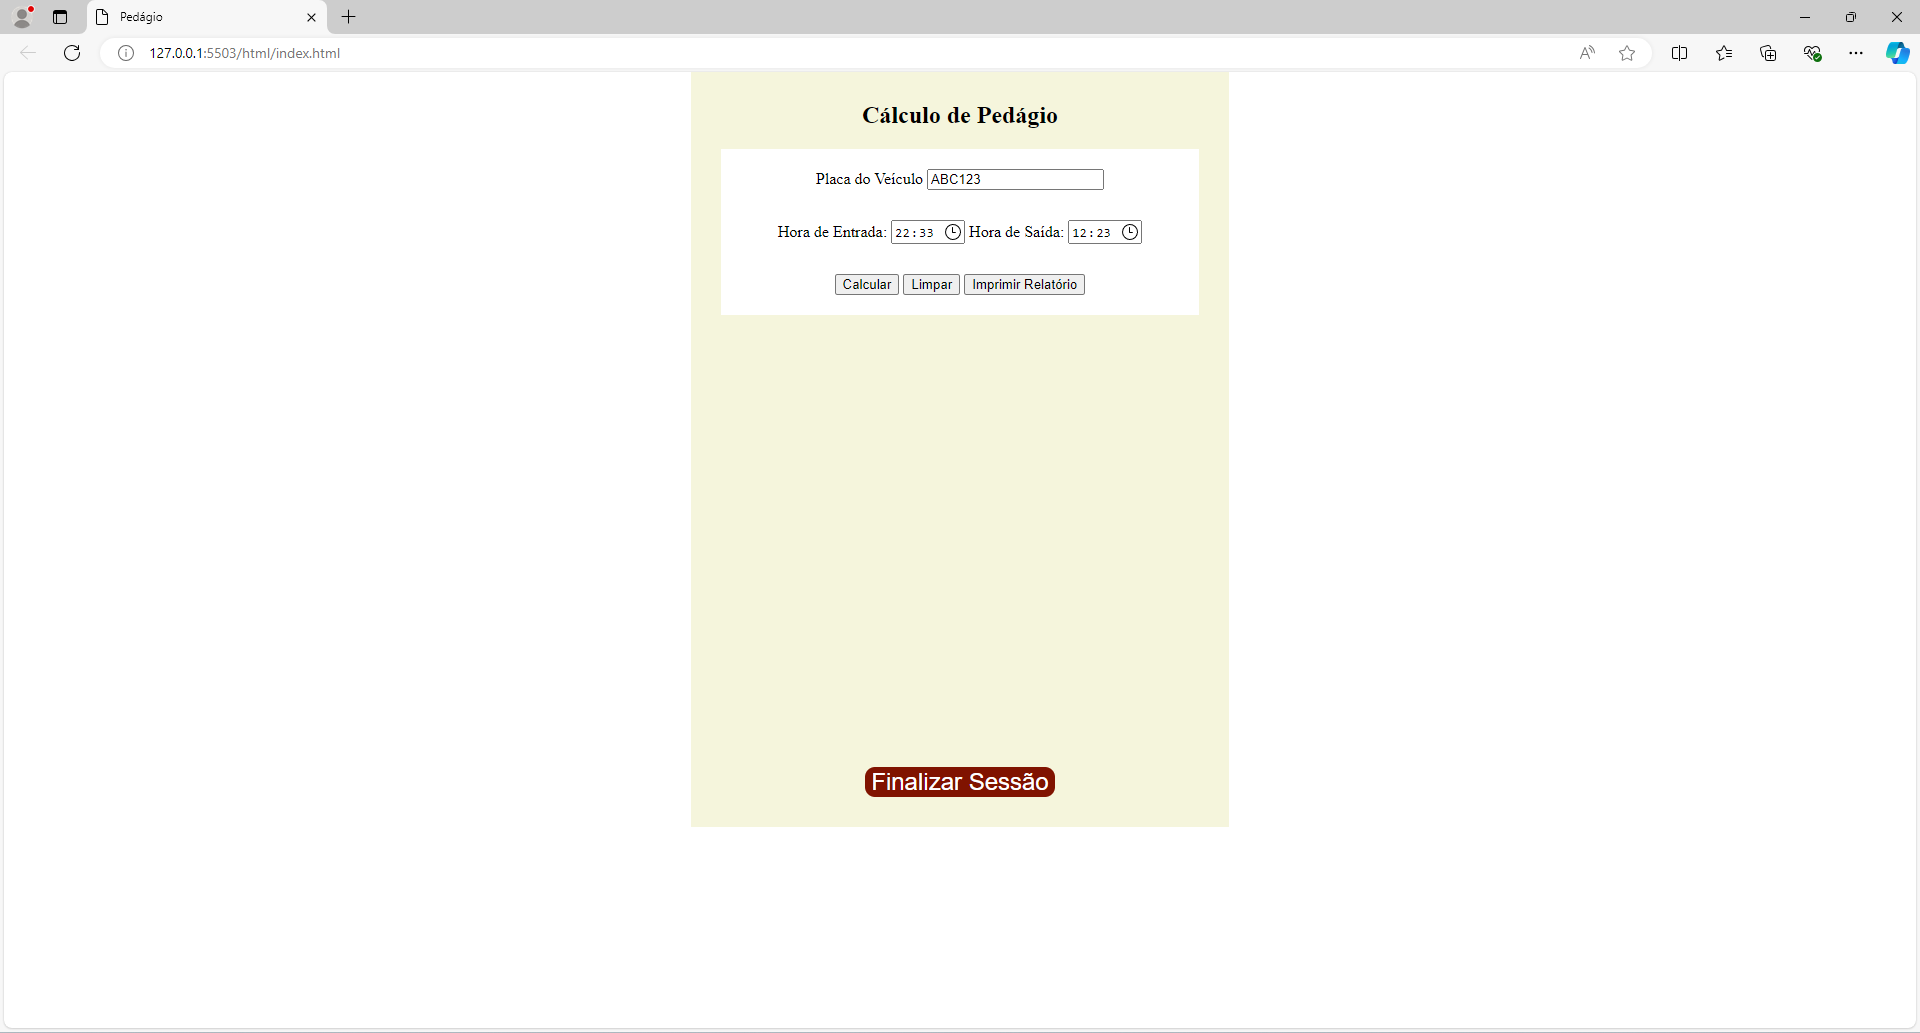 Pedágio
127.0.0.1:5503/html/index.html
Cálculo de Pedágio
Placa do Veículo ABC123
Hora de Entrada: 22:33 Hora de Saída: 12:23
Calcular Limpar Imprimir Relatório
Finalizar Sessão